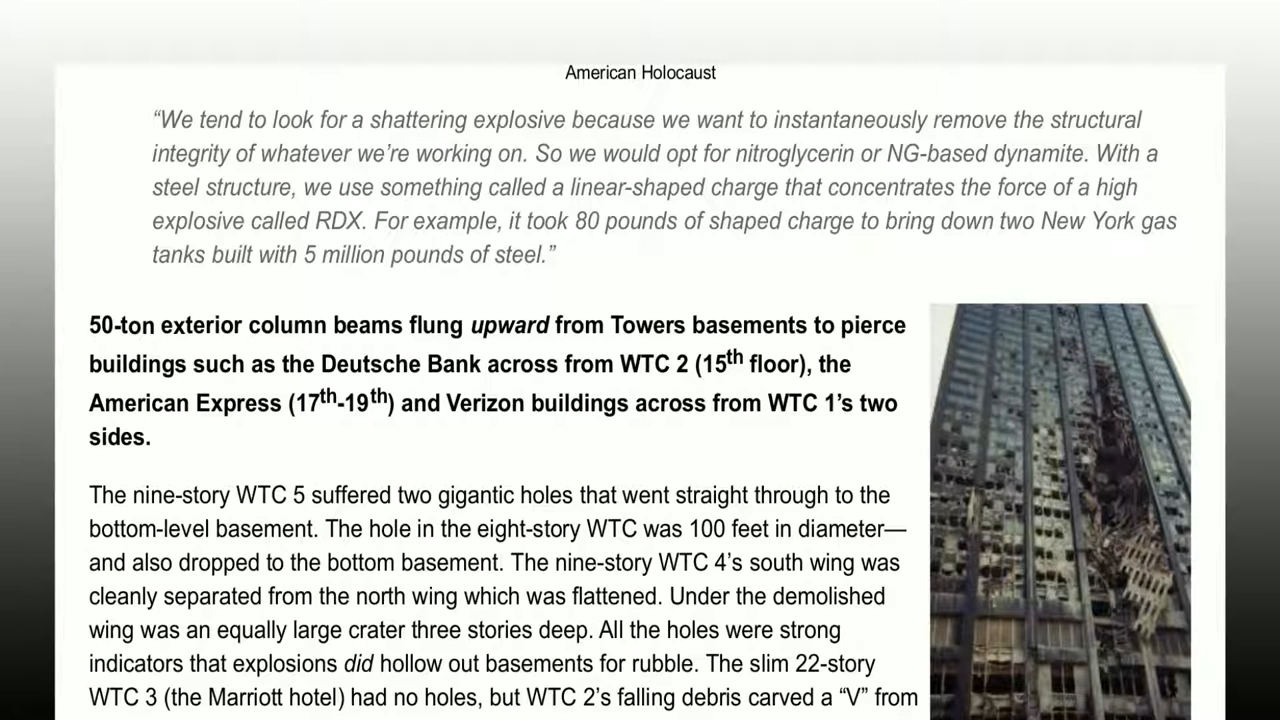 American Holocaust
“We tend to look for a shattering explosive because we want to instantaneously remove the structural
integrity of whatever we’re working on. So we would opt for nitroglycerin or NG-based dynamite. With a
steel structure, we use something called a linear-shaped charge that concentrates the force of a high
explosive called RDX. For example, it took 80 pounds of shaped charge to bring down two New York gas
tanks built with 5 million pounds of steel.”
50-ton exterior column beams flung upward from Towers basements to pierce
buildings such as the Deutsche Bank across from WTC 2 (15th floor), the
American Express (17th-19th) and Verizon buildings across from WTC 1’s two
sides.
The nine-story WTC 5 suffered two gigantic holes that went straight through to the
bottom-level basement. The hole in the eight-story WTC was 100 feet in diameter—
and also dropped to the bottom basement. The nine-story WTC 4’s south wing was
cleanly separated from the north wing which was flattened. Under the demolished
wing was an equally large crater three stories deep. All the holes were strong
indicators that explosions did hollow out basements for rubble. The slim 22-story
WTC 3 (the Marriott hotel) had no holes, but WTC 2’s falling debris carved a “V” from